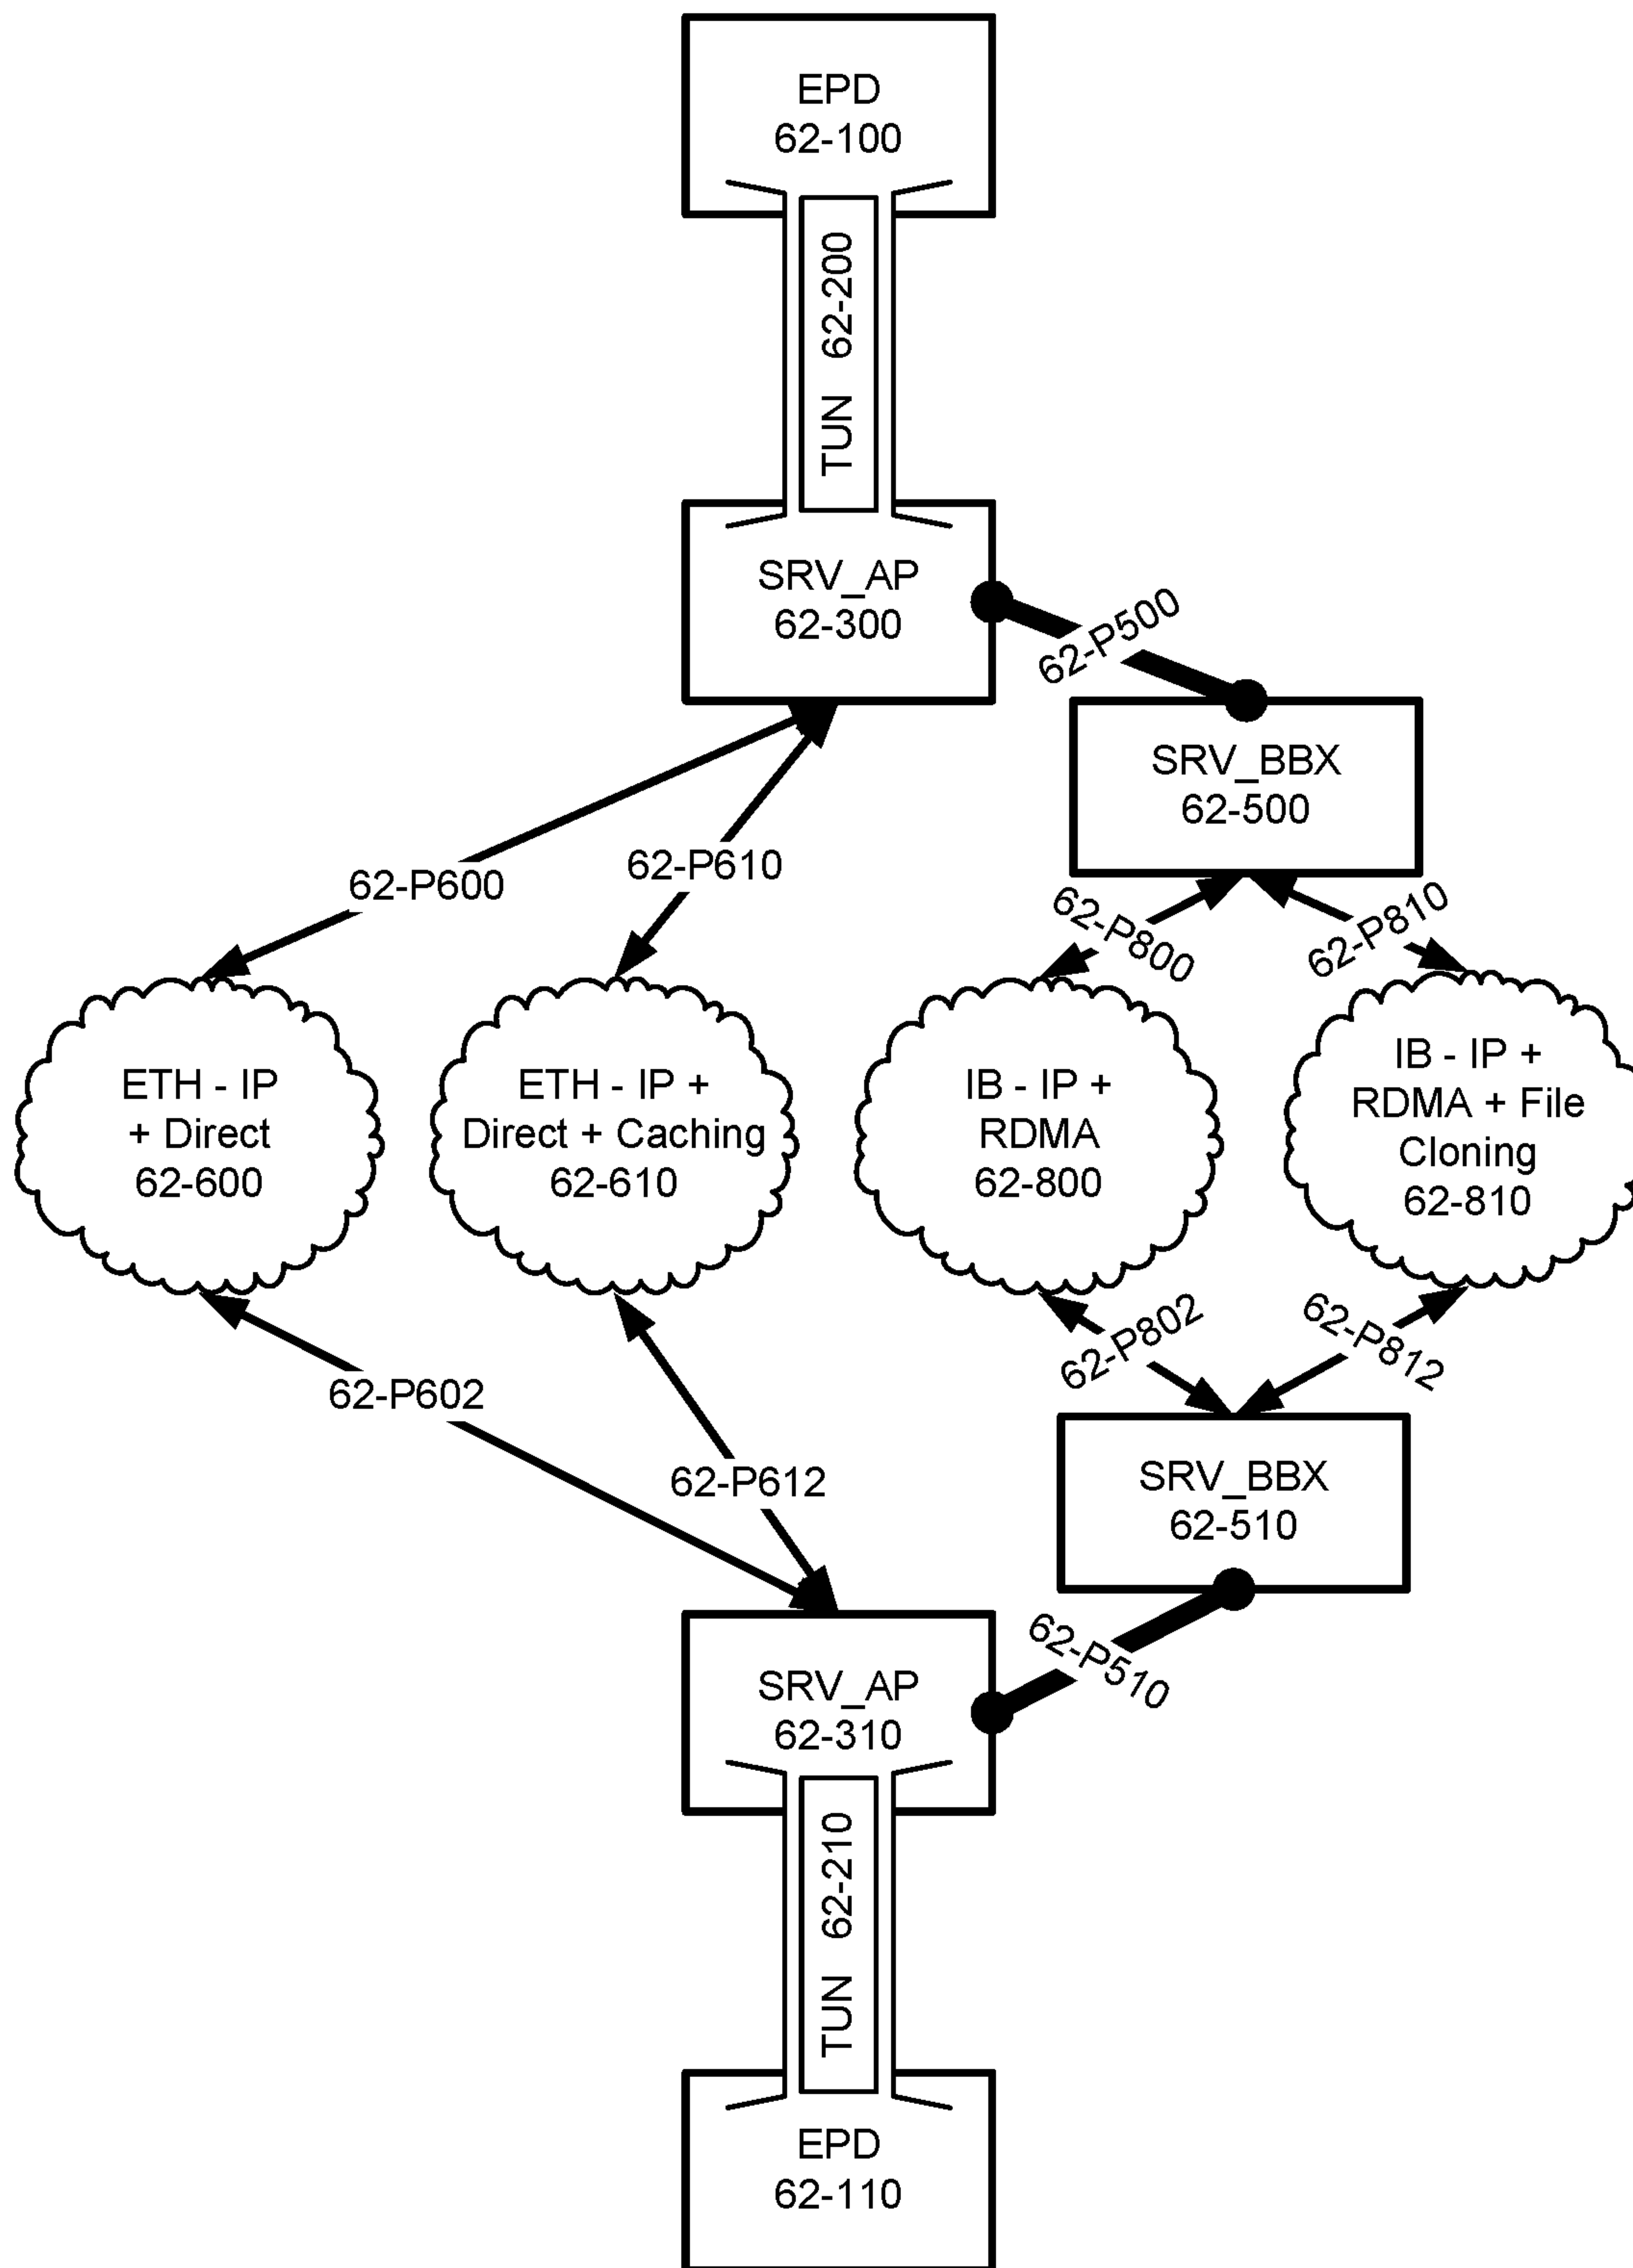 EPD
62-100
TUN 62-200
SRV_AP
62-300
62-P500
SRV_BBX
62-500
62-P600
62-P610
62-P800
62-P810
ETH - IP
+ Direct
62-600
ETH - IP +
Direct + Caching
62-610
IB - IP +
RDMA
62-800
IB - IP +
RDMA + File
Cloning
62-810
62-P602
62-P612
62-P802
62-P812
SRV_BBX
62-510
62-P510
SRV_AP
62-310
TUN 62-210
EPD
62-110